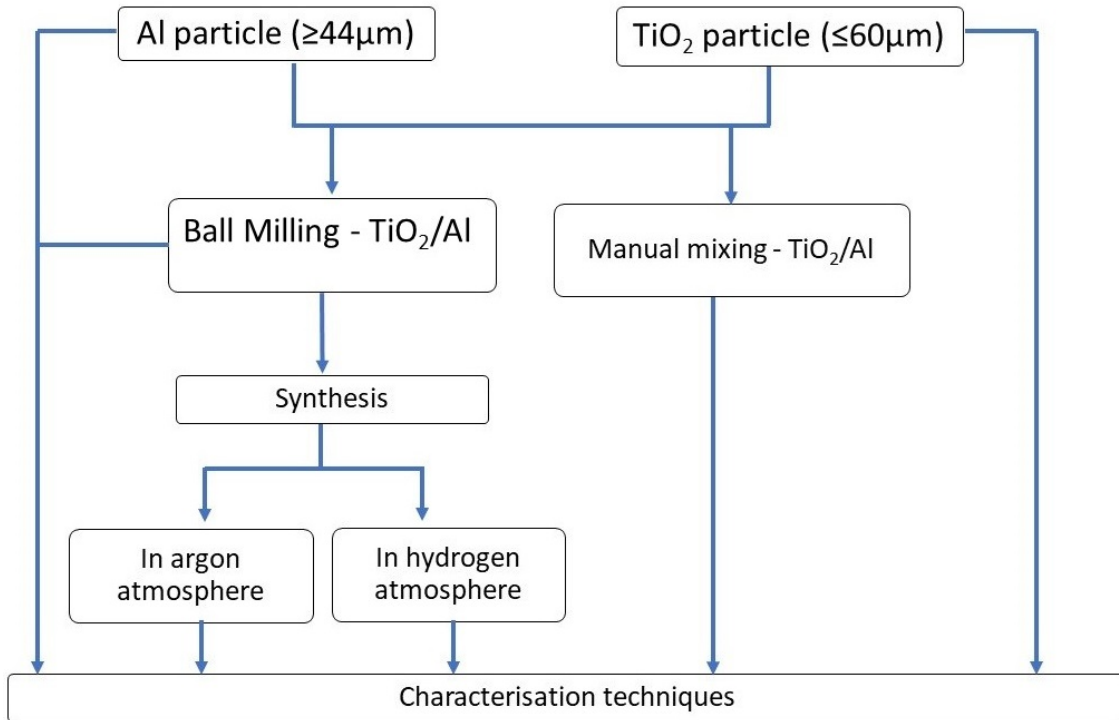 Al particle (≥44µm)
TiO₂ particle (≤60µm)
Ball Milling - TiO₂/Al
Manual mixing - TiO₂/Al
Synthesis
In argon
atmosphere
In hydrogen
atmosphere
Characterisation techniques